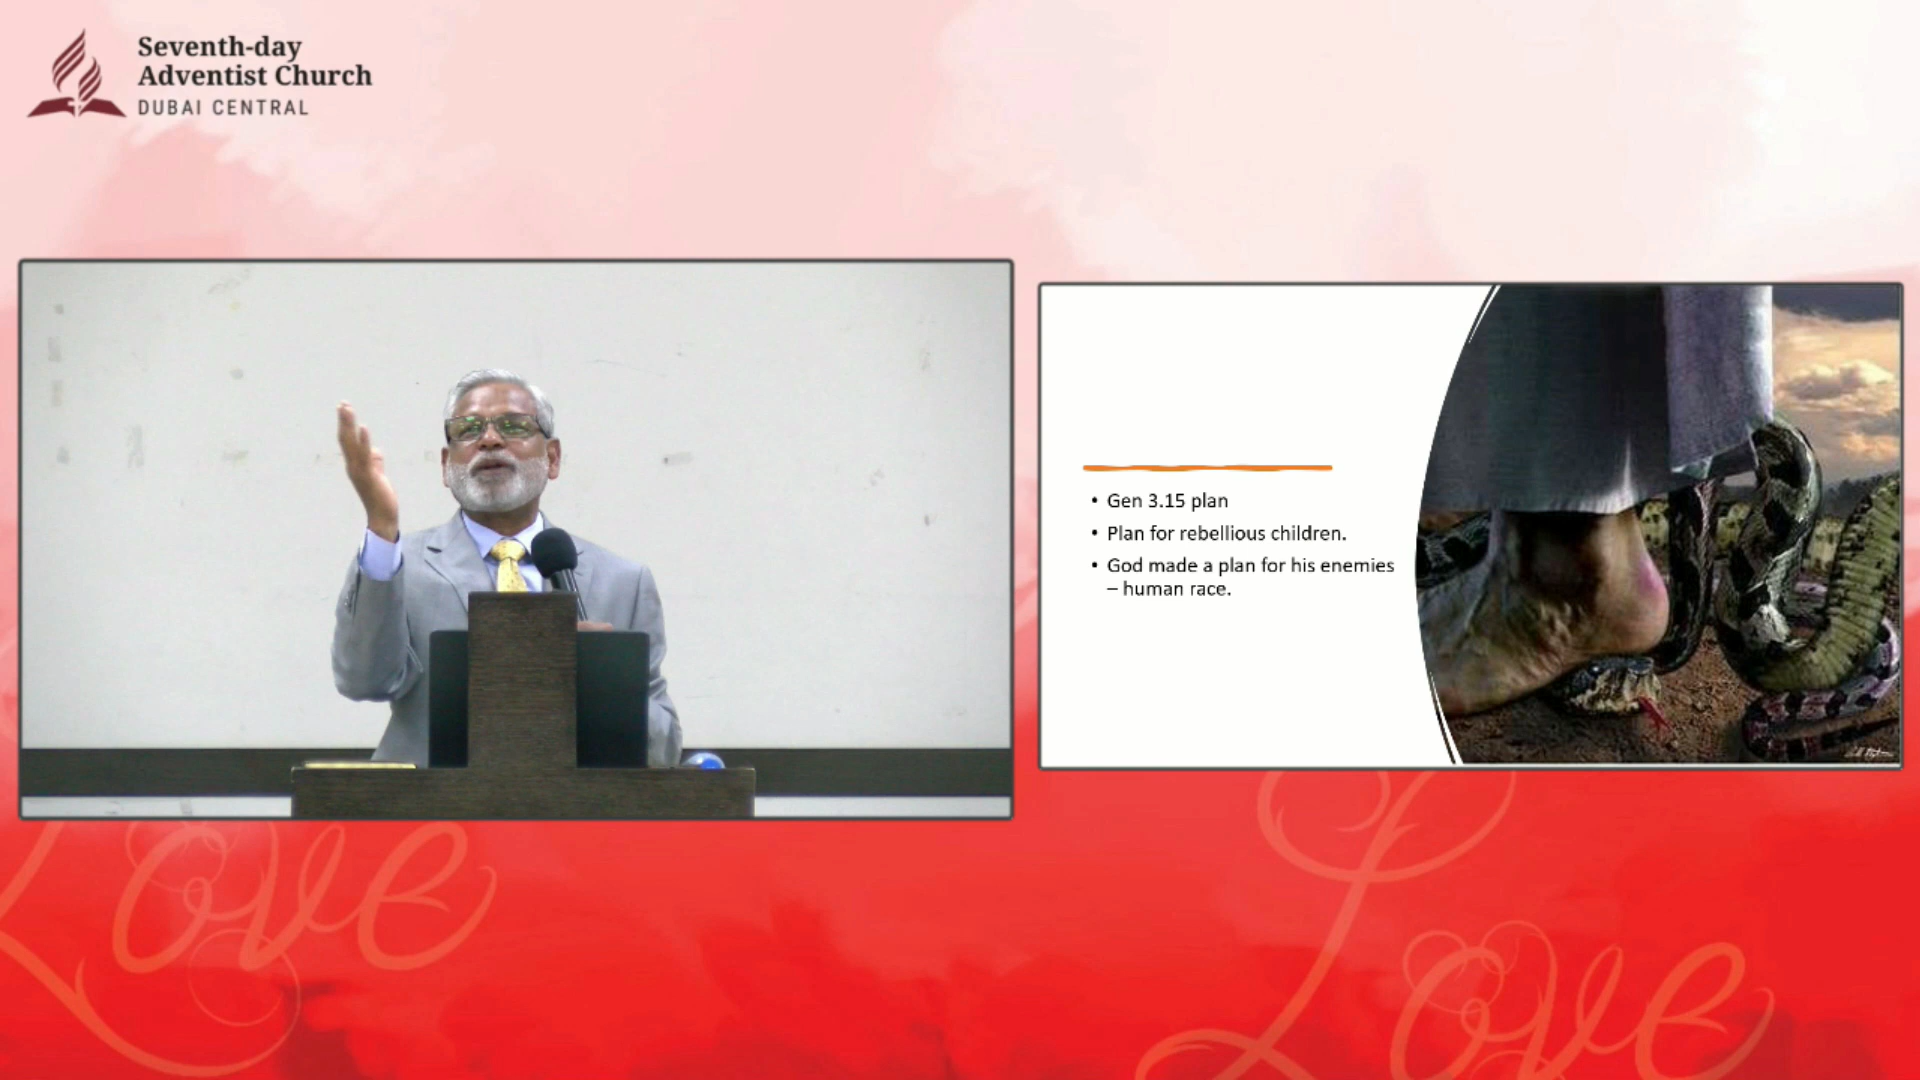 Seventh-day
Adventist Church
DUBAI CENTRAL
• Gen 3.15 plan
• Plan for rebellious children.
• God made a plan for his enemies
– human race.
Love
Love